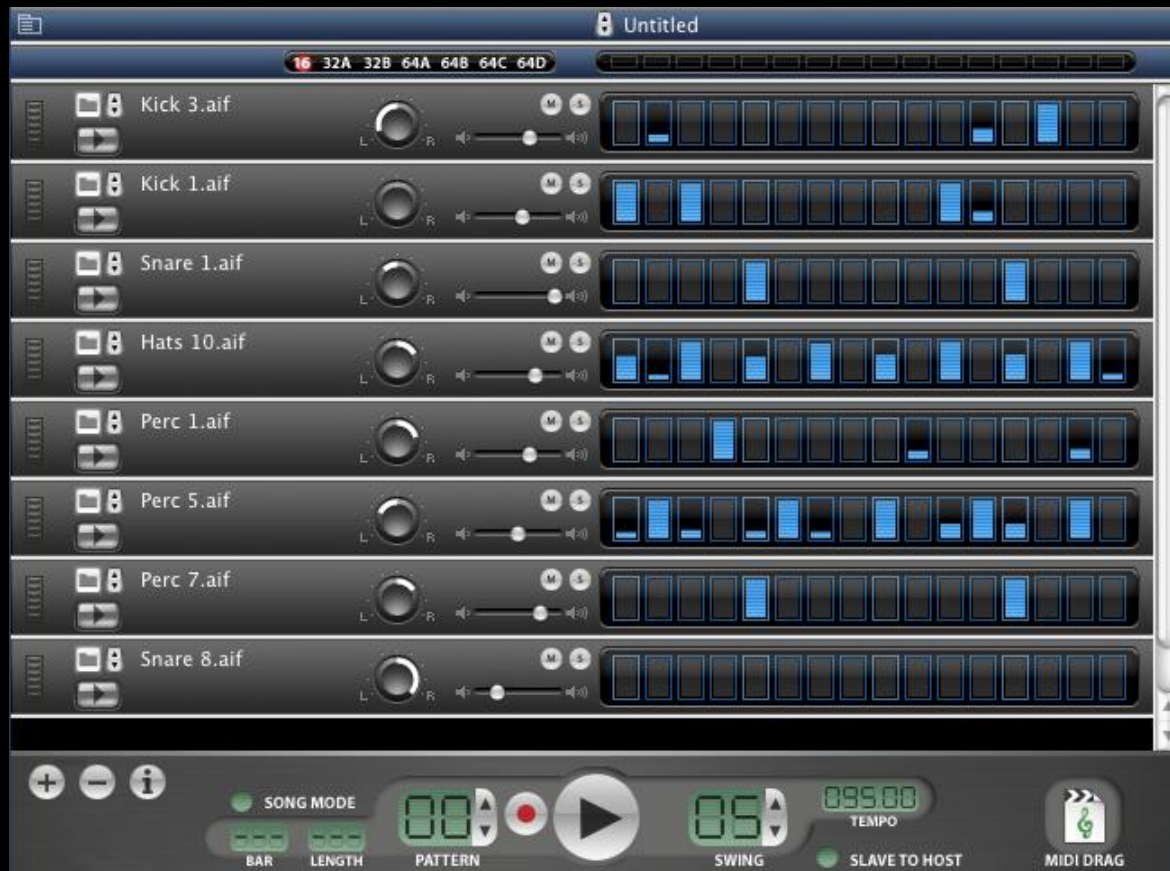 Untitled
16 32A 32B 64A 64B 64C 64D
Kick 3.aif
M S
L R
Kick 1.aif
M S
L R
Snare 1.aif
M S
L R
Hats 10.aif
M S
L R
Perc 1.aif
M S
L R
Perc 5.aif
M S
L R
Perc 7.aif
M S
L R
Snare 8.aif
M S
L R
SONG MODE
--- ---
BAR LENGTH
00
PATTERN
05
SWING
095.00
TEMPO
SLAVE TO HOST
MIDI DRAG